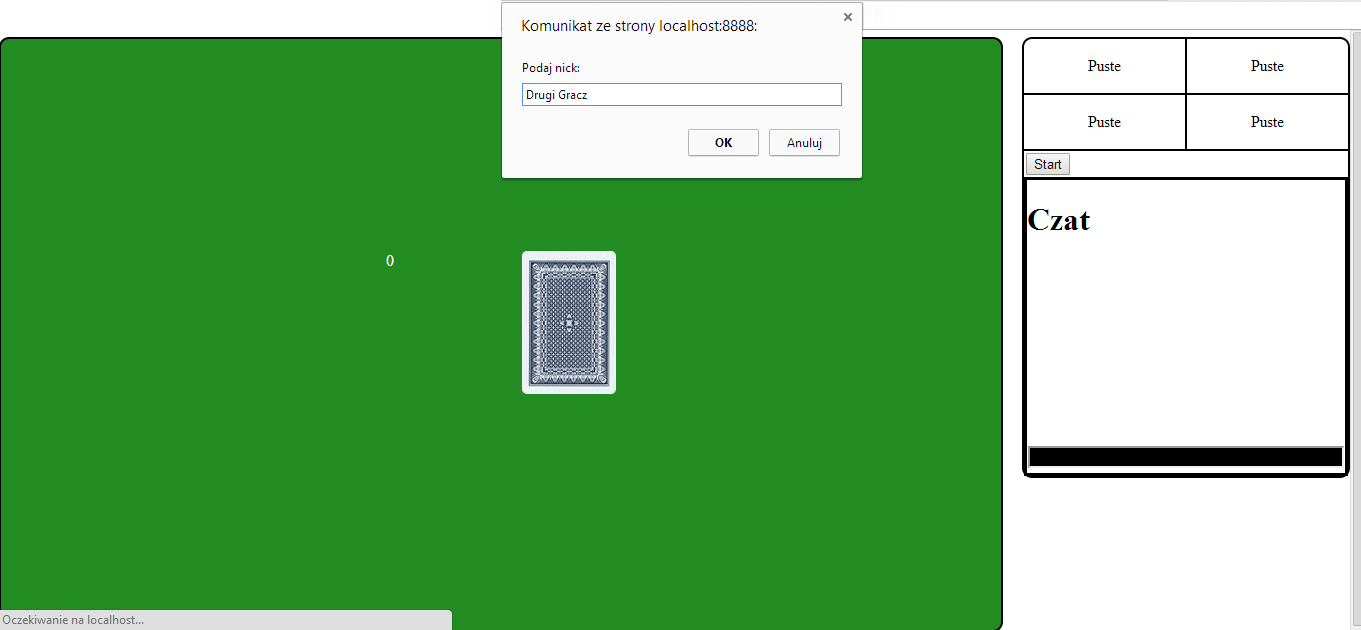 Komunikat ze strony localhost:8888:
Podaj nick:
Drugi Gracz
OK Anuluj
0
Puste Puste
Puste Puste
Start
Czat
Oczekiwanie na localhost...